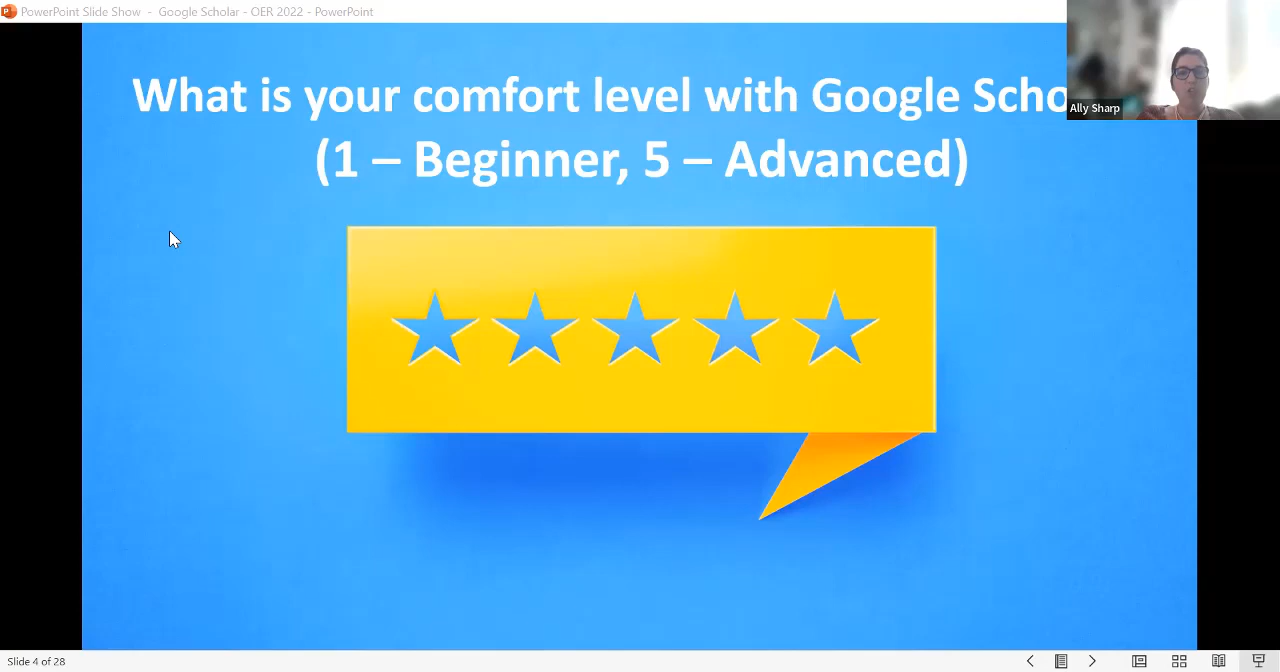 PowerPoint Slide Show - Google Scholar - OER 2022 - PowerPoint
What is your comfort level with Google Scho
(1 – Beginner, 5 – Advanced)
Ally Sharp
Slide 4 of 28